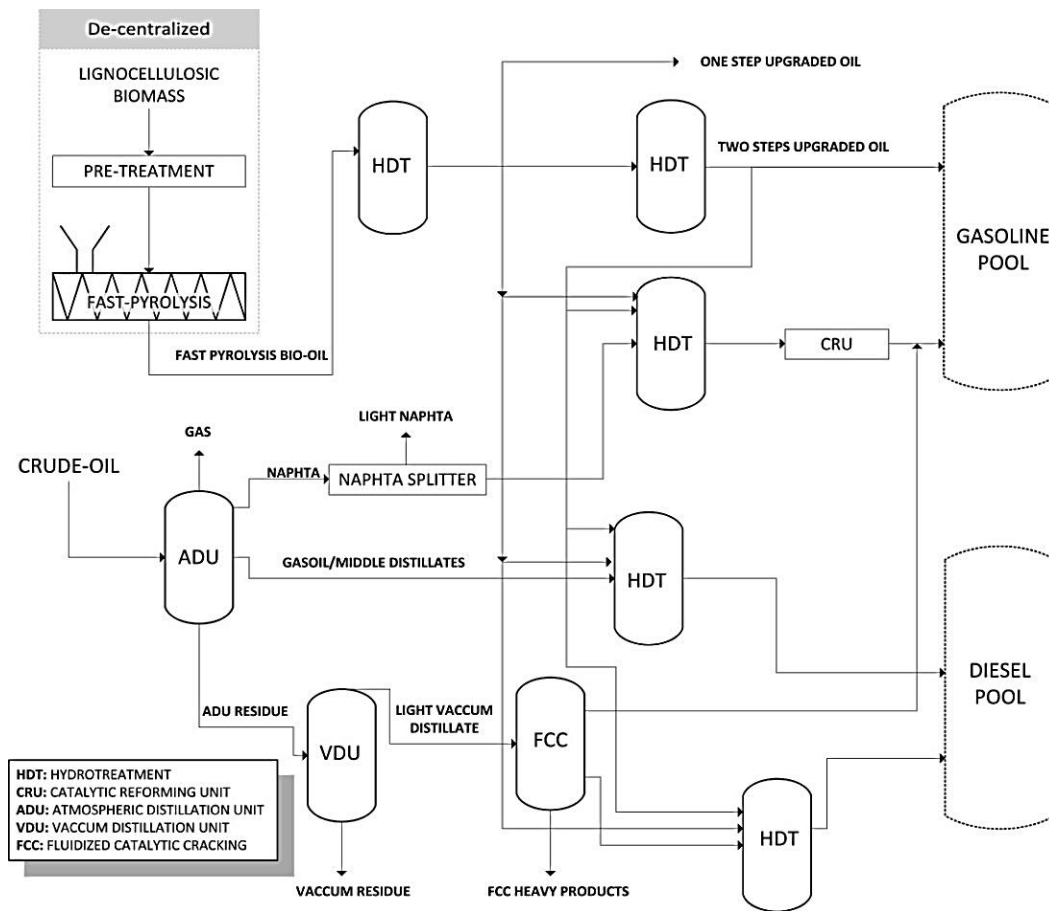 De-centralized
LIGNOCELLULOSIC
BIOMASS
PRE-TREATMENT
FAST-PYROLYSIS
FAST PYROLYSIS BIO-OIL
HDT
ONE STEP UPGRADED OIL
HDT
TWO STEPS UPGRADED OIL
GASOLINE
POOL
HDT
CRU
LIGHT NAPHTA
GAS
CRUDE-OIL
NAPHTA
NAPHTA SPLITTER
ADU
GASOIL/MIDDLE DISTILLATES
HDT
DIESEL
POOL
ADU RESIDUE
VDU
LIGHT VACCUM
DISTILLATE
FCC
HDT
VACCUM RESIDUE
FCC HEAVY PRODUCTS
HDT: HYDROTREATMENT
CRU: CATALYTIC REFORMING UNIT
ADU: ATMOSPHERIC DISTILLATION UNIT
VDU: VACCUM DISTILLATION UNIT
FCC: FLUIDIZED CATALYTIC CRACKING